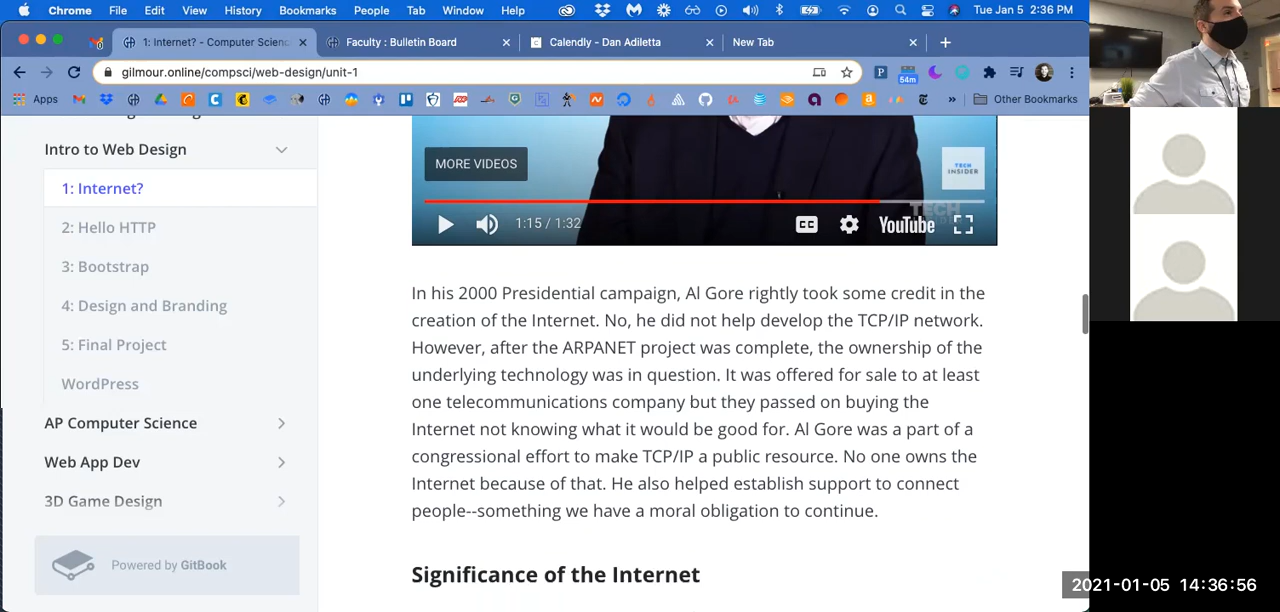 Chrome File Edit View History Bookmarks People Tab Window Help Tue Jan 5 2:36 PM
1: Internet? - Computer Scienc Faculty : Bulletin Board Calendly - Dan Adiletta New Tab
gilmour.online/compsci/web-design/unit-1
54m
Apps Other Bookmarks
Intro to Web Design
1: Internet?
2: Hello HTTP
3: Bootstrap
4: Design and Branding
5: Final Project
WordPress
AP Computer Science
Web App Dev
3D Game Design
Powered by GitBook
MORE VIDEOS
TECH
INSIDER
TECH
1:15 / 1:32 CC YouTube
In his 2000 Presidential campaign, Al Gore rightly took some credit in the
creation of the Internet. No, he did not help develop the TCP/IP network.
However, after the ARPANET project was complete, the ownership of the
underlying technology was in question. It was offered for sale to at least
one telecommunications company but they passed on buying the
Internet not knowing what it would be good for. Al Gore was a part of a
congressional effort to make TCP/IP a public resource. No one owns the
Internet because of that. He also helped establish support to connect
people--something we have a moral obligation to continue.
Significance of the Internet
2021-01-05 14:36:56